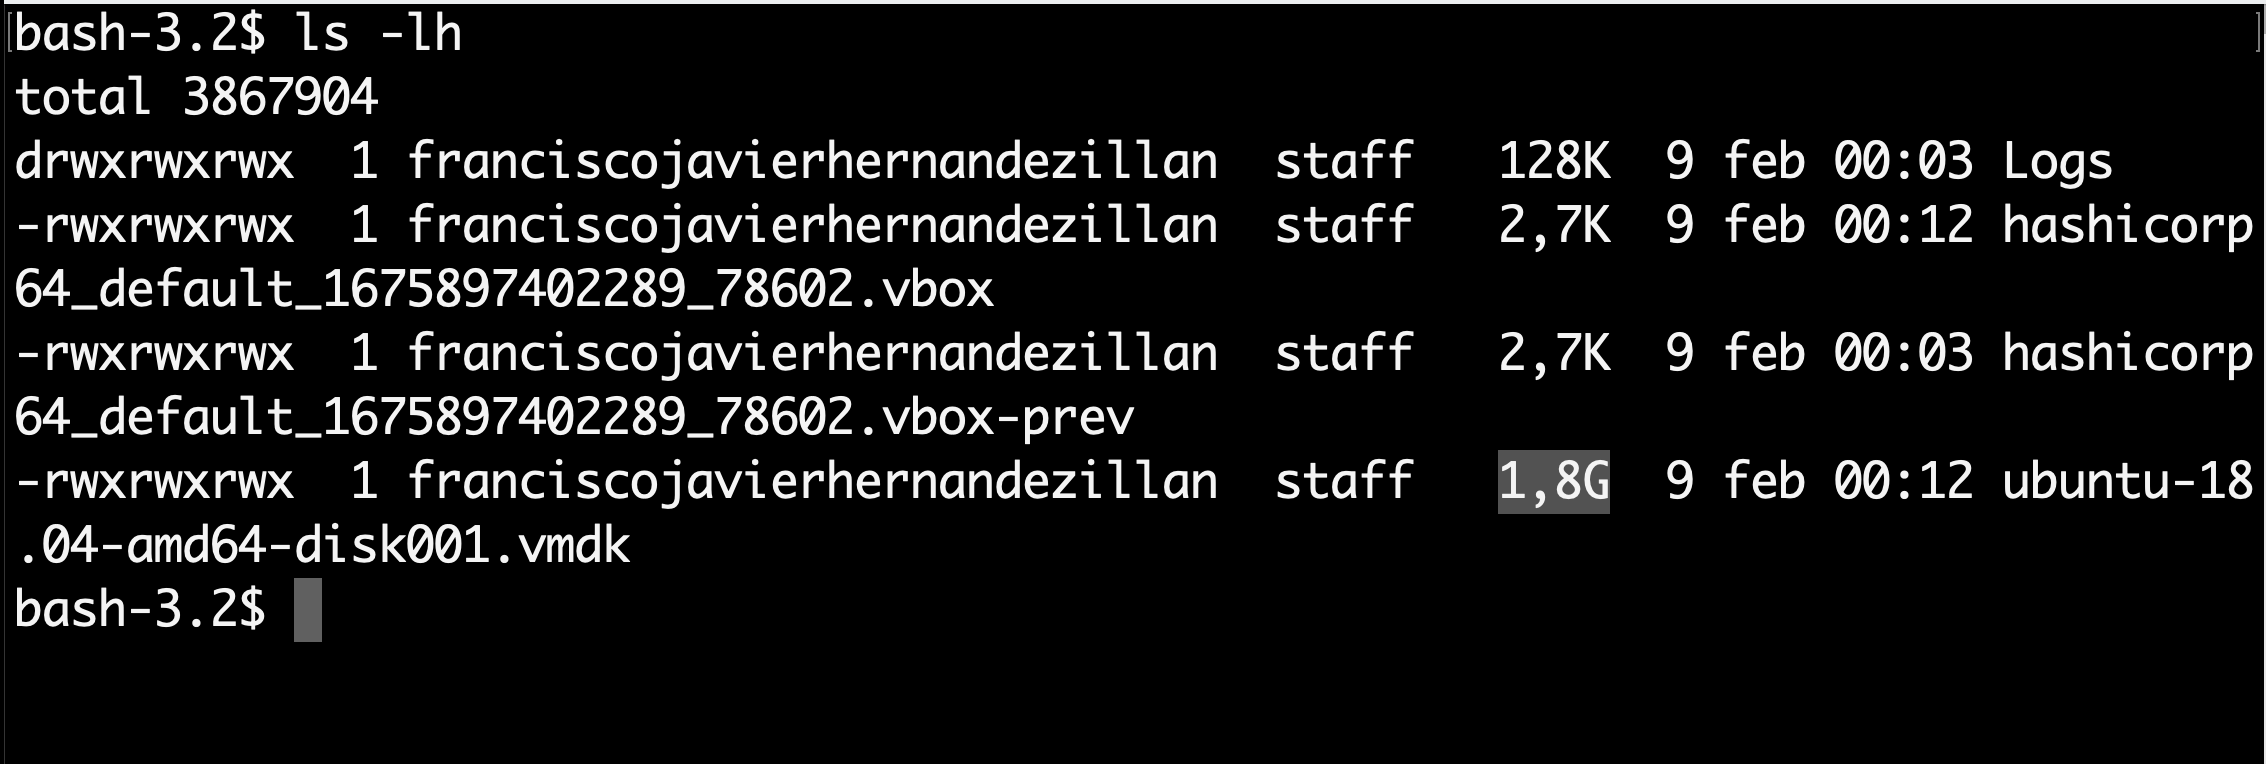 bash-3.2$ ls -lh
total 3867904
drwxrwxrwx  1 franciscojavierhernandezillan  staff   128K  9 feb 00:03 Logs
-rwxrwxrwx  1 franciscojavierhernandezillan  staff   2,7K  9 feb 00:12 hashicorp
64_default_1675897402289_78602.vbox
-rwxrwxrwx  1 franciscojavierhernandezillan  staff   2,7K  9 feb 00:03 hashicorp
64_default_1675897402289_78602.vbox-prev
-rwxrwxrwx  1 franciscojavierhernandezillan  staff   1,8G  9 feb 00:12 ubuntu-18
.04-amd64-disk001.vmdk
bash-3.2$